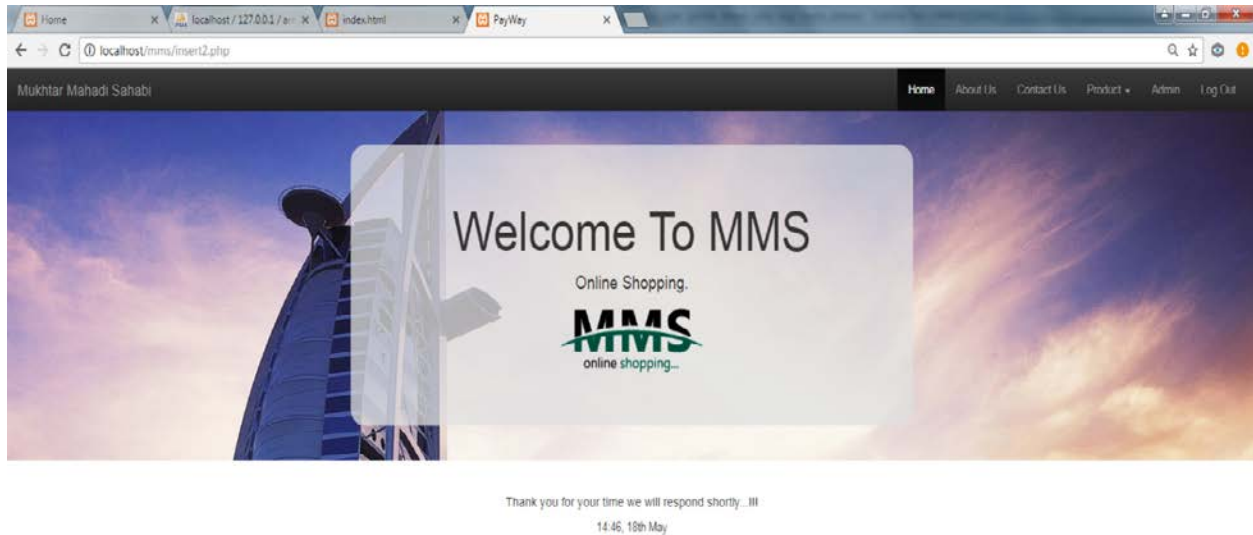 Home
localhost / 127.0.0.1 /
index.html
PayWay
localhost/mms/insert2.php
Mukhtar Mahadi Sahabi
Home About Us Contact Us Product Admin Log Out
Welcome To MMS
Online Shopping.
MMS
online shopping...
Thank you for your time we will respond shortly...!!!
14:46, 18th May